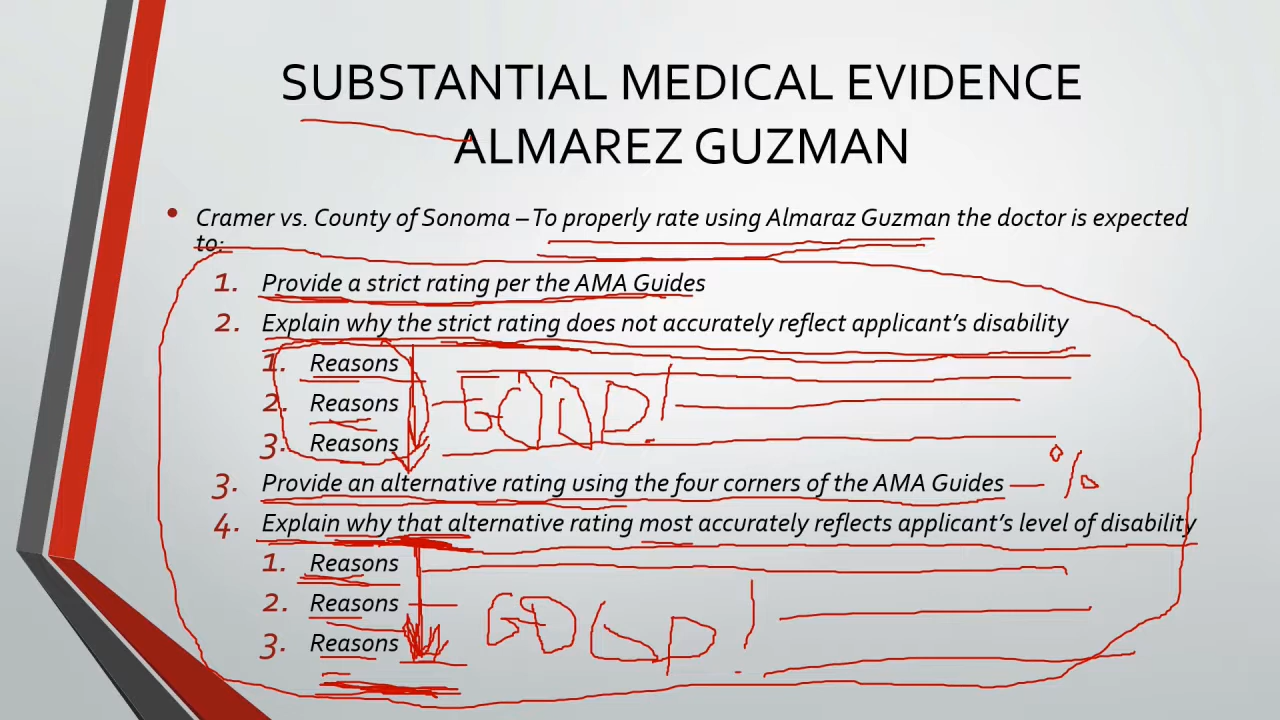 SUBSTANTIAL MEDICAL EVIDENCE
ALMAREZ GUZMAN
• Cramer vs. County of Sonoma – To properly rate using Almaraz Guzman the doctor is expected
to:
1. Provide a strict rating per the AMA Guides
2. Explain why the strict rating does not accurately reflect applicant's disability
1. Reasons
2. Reasons
GOOD!
3. Reasons
3. Provide an alternative rating using the four corners of the AMA Guides — %
4. Explain why that alternative rating most accurately reflects applicant's level of disability
1. Reasons
2. Reasons
GOLD!
3. Reasons